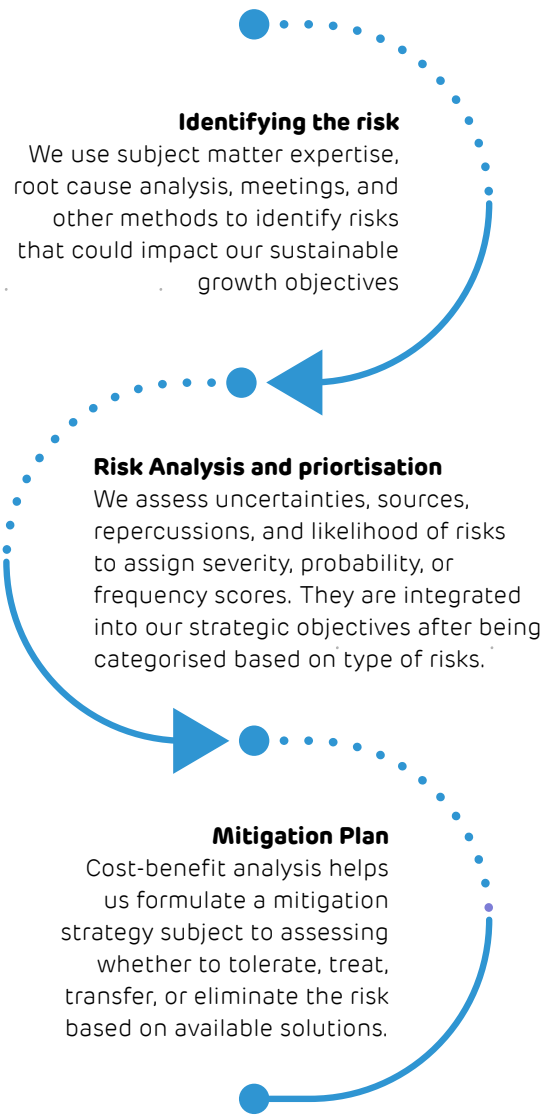 Identifying the risk
We use subject matter expertise,
root cause analysis, meetings, and
other methods to identify risks
that could impact our sustainable
growth objectives
Risk Analysis and priortisation
We assess uncertainties, sources,
repercussions, and likelihood of risks
to assign severity, probability, or
frequency scores. They are integrated
into our strategic objectives after being
categorised based on type of risks.
Mitigation Plan
Cost-benefit analysis helps
us formulate a mitigation
strategy subject to assessing
whether to tolerate, treat,
transfer, or eliminate the risk
based on available solutions.